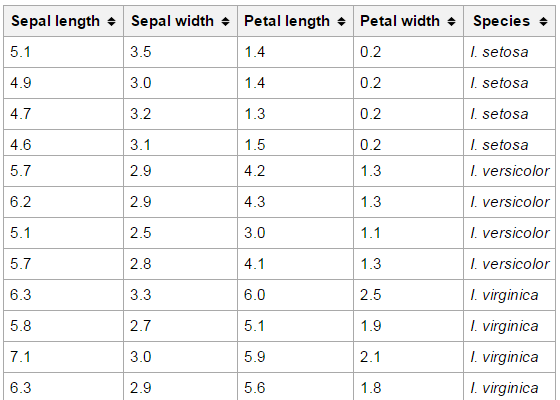 Sepal length Sepal width Petal length Petal width Species
5.1 3.5 1.4 0.2 I. setosa
4.9 3.0 1.4 0.2 I. setosa
4.7 3.2 1.3 0.2 I. setosa
4.6 3.1 1.5 0.2 I. setosa
5.7 2.9 4.2 1.3 I. versicolor
6.2 2.9 4.3 1.3 I. versicolor
5.1 2.5 3.0 1.1 I. versicolor
5.7 2.8 4.1 1.3 I. versicolor
6.3 3.3 6.0 2.5 I. virginica
5.8 2.7 5.1 1.9 I. virginica
7.1 3.0 5.9 2.1 I. virginica
6.3 2.9 5.6 1.8 I. virginica